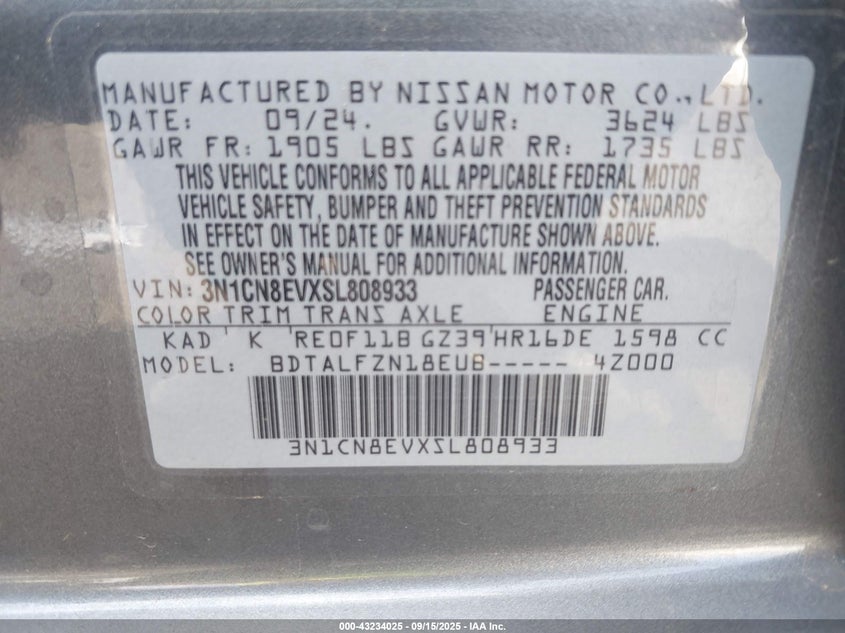 MANUFACTURED BY NISSAN MOTOR CO., LTD.
DATE: 09/24. GVWR: 3624 LBS
GAWR FR: 1905 LBS GAWR RR: 1735 LBS
THIS VEHICLE CONFORMS TO ALL APPLICABLE FEDERAL MOTOR
VEHICLE SAFETY, BUMPER AND THEFT PREVENTION STANDARDS
IN EFFECT ON THE DATE OF MANUFACTURE SHOWN ABOVE.
SEE OWNER'S MANUAL FOR ADDITIONAL INFORMATION.
VIN: 3N1CN8EVXSL808933 PASSENGER CAR.
COLOR TRIM TRANS AXLE ENGINE
KAD ' K 'RE0F11B GZ39'HR16DE 1598 CC
MODEL: BDTALFZN18EUB----- 4Z000
3N1CN8EVXSL808933
000-43234025 - 09/15/2025 - IAA Inc.